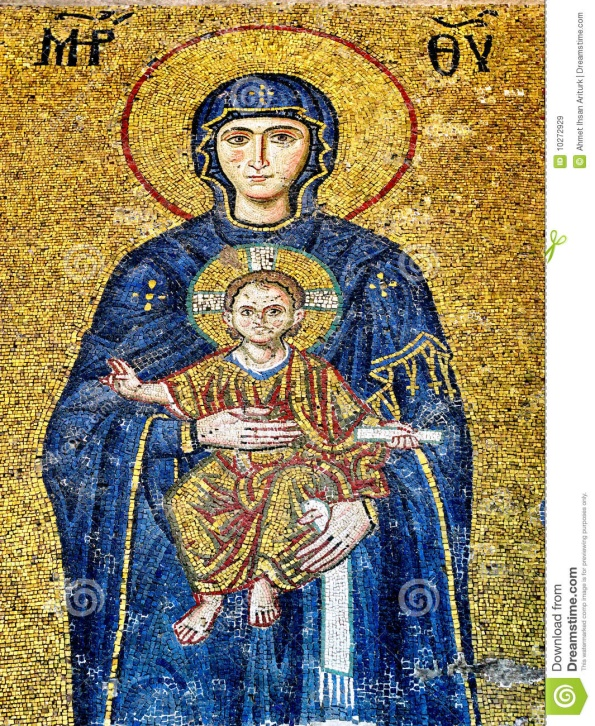 ΜΡ ΘΥ
10272929
Ahmet Ihsan Ariturk | Dreamstime.com
Download from
Dreamstime.com
This watermarked comp image is for previewing purposes only.